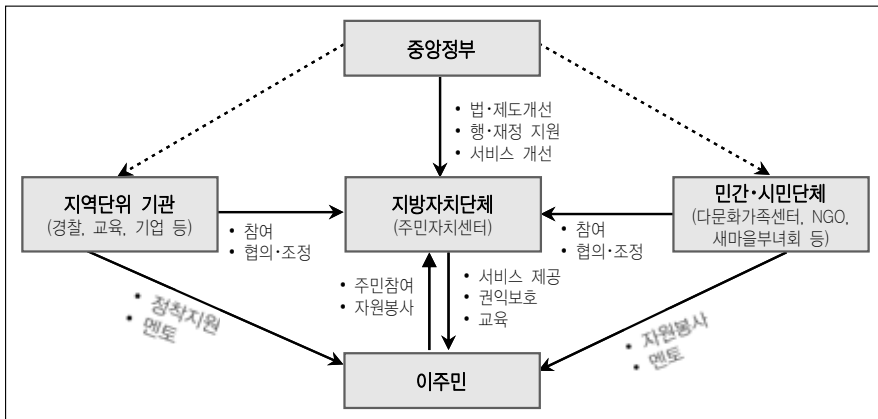 중앙정부
• 법·제도개선
• 행·재정 지원
• 서비스 개선
지역단위 기관
(경찰, 교육, 기업 등)
지방자치단체
(주민자치센터)
민간·시민단체
(다문화가족센터, NGO,
새마을부녀회 등)
• 참여
• 협의·조정
• 참여
• 협의·조정
• 주민참여
• 자원봉사
• 서비스 제공
• 권익보호
• 교육
• 정착지원
• 멘토
• 자원봉사
• 멘토
이주민